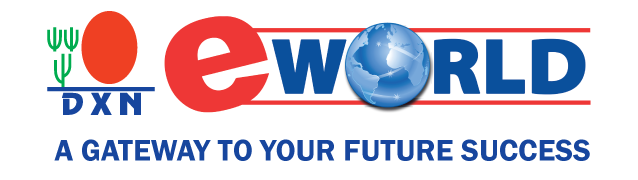 DXN
eWORLD
A GATEWAY TO YOUR FUTURE SUCCESS